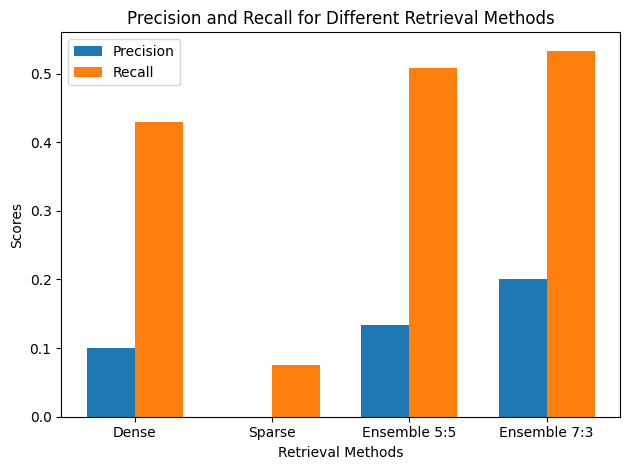 Precision and Recall for Different Retrieval Methods
Precision
Recall
Scores
0.5
0.4
0.3
0.2
0.1
0.0
Dense
Sparse
Ensemble 5:5
Ensemble 7:3
Retrieval Methods